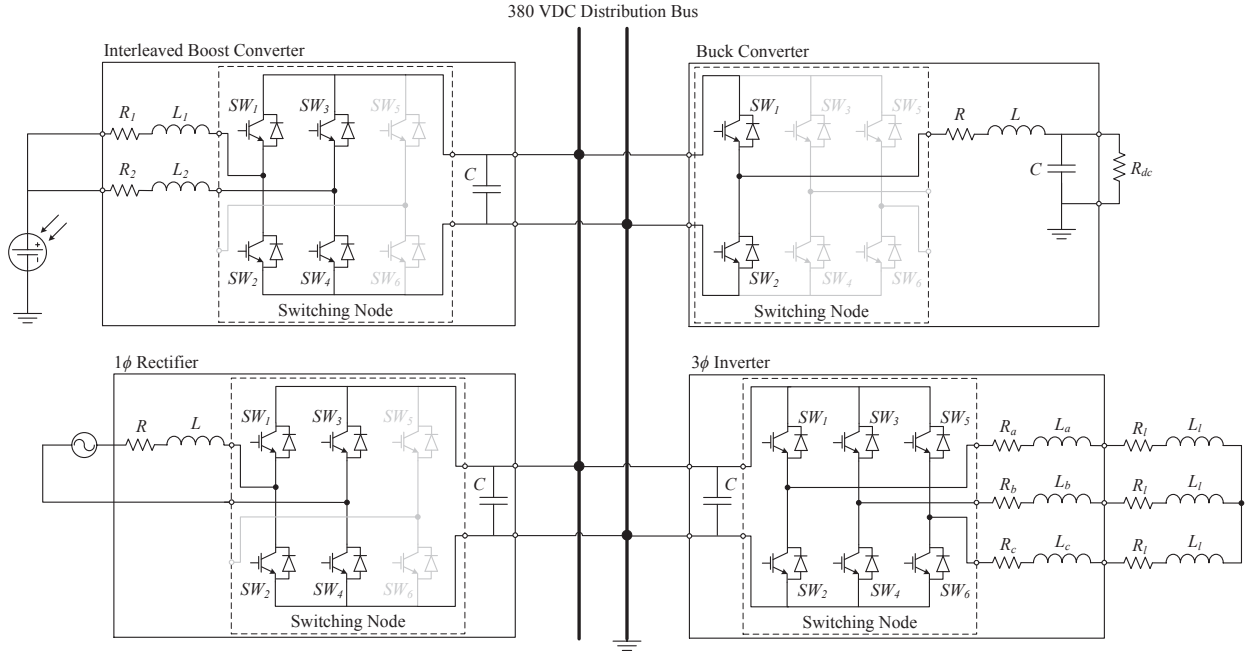 380 VDC Distribution Bus
Interleaved Boost Converter
R1 L1
R2 L2
SW1 SW3 SW5
SW2 SW4 SW6
C
Switching Node
Buck Converter
SW1 SW3 SW5
SW2 SW4 SW6
R L
C
Rdc
Switching Node
1ϕ Rectifier
R L
SW1 SW3 SW5
SW2 SW4 SW6
C
Switching Node
3ϕ Inverter
C
SW1 SW3 SW5
SW2 SW4 SW6
Ra La Rl Ll
Rb Lb Rl Ll
Rc Lc Rl Ll
Switching Node